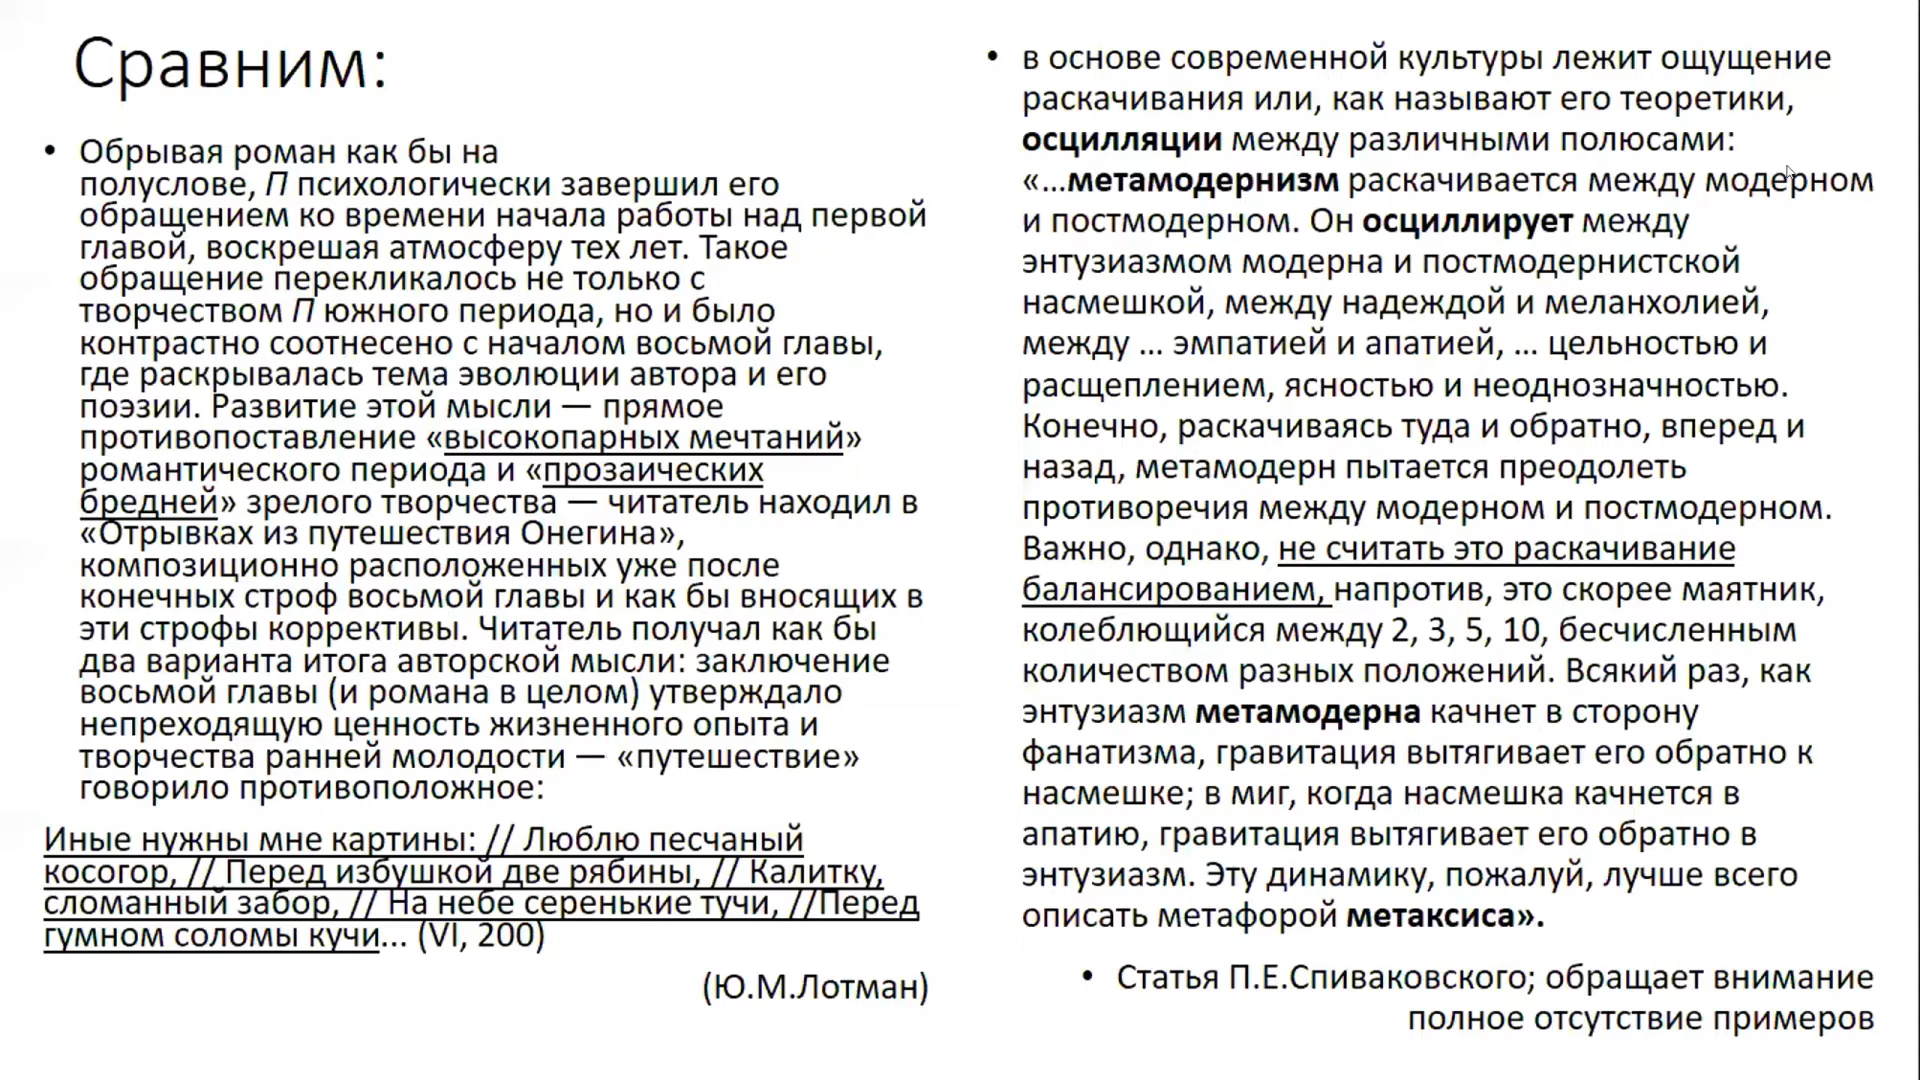 Сравним:
• Обрывая роман как бы на
полуслове, П психологически завершил его
обращением ко времени начала работы над первой
главой, воскрешая атмосферу тех лет. Такое
обращение перекликалось не только с
творчеством П южного периода, но и было
контрастно соотнесено с началом восьмой главы,
где раскрывалась тема эволюции автора и его
поэзии. Развитие этой мысли — прямое
противопоставление «высокопарных мечтаний»
романтического периода и «прозаических
бредней» зрелого творчества — читатель находил в
«Отрывках из путешествия Онегина»,
композиционно расположенных уже после
конечных строф восьмой главы и как бы вносящих в
эти строфы коррективы. Читатель получал как бы
два варианта итога авторской мысли: заключение
восьмой главы (и романа в целом) утверждало
непреходящую ценность жизненного опыта и
творчества ранней молодости — «путешествие»
говорило противоположное:
Иные нужны мне картины: // Люблю песчаный
косогор, // Перед избушкой две рябины, // Калитку,
сломанный забор, // На небе серенькие тучи, //Перед
гумном соломы кучи... (VI, 200)
(Ю.М.Лотман)
• в основе современной культуры лежит ощущение
раскачивания или, как называют его теоретики,
осцилляции между различными полюсами:
«...метамодернизм раскачивается между модерном
и постмодерном. Он осциллирует между
энтузиазмом модерна и постмодернистской
насмешкой, между надеждой и меланхолией,
между ... эмпатией и апатией, ... цельностью и
расщеплением, ясностью и неоднозначностью.
Конечно, раскачиваясь туда и обратно, вперед и
назад, метамодерн пытается преодолеть
противоречия между модерном и постмодерном.
Важно, однако, не считать это раскачивание
балансированием, напротив, это скорее маятник,
колеблющийся между 2, 3, 5, 10, бесчисленным
количеством разных положений. Всякий раз, как
энтузиазм метамодерна качнет в сторону
фанатизма, гравитация вытягивает его обратно к
насмешке; в миг, когда насмешка качнется в
апатию, гравитация вытягивает его обратно в
энтузиазм. Эту динамику, пожалуй, лучше всего
описать метафорой метаксиса».
• Статья П.Е.Спиваковского; обращает внимание
полное отсутствие примеров